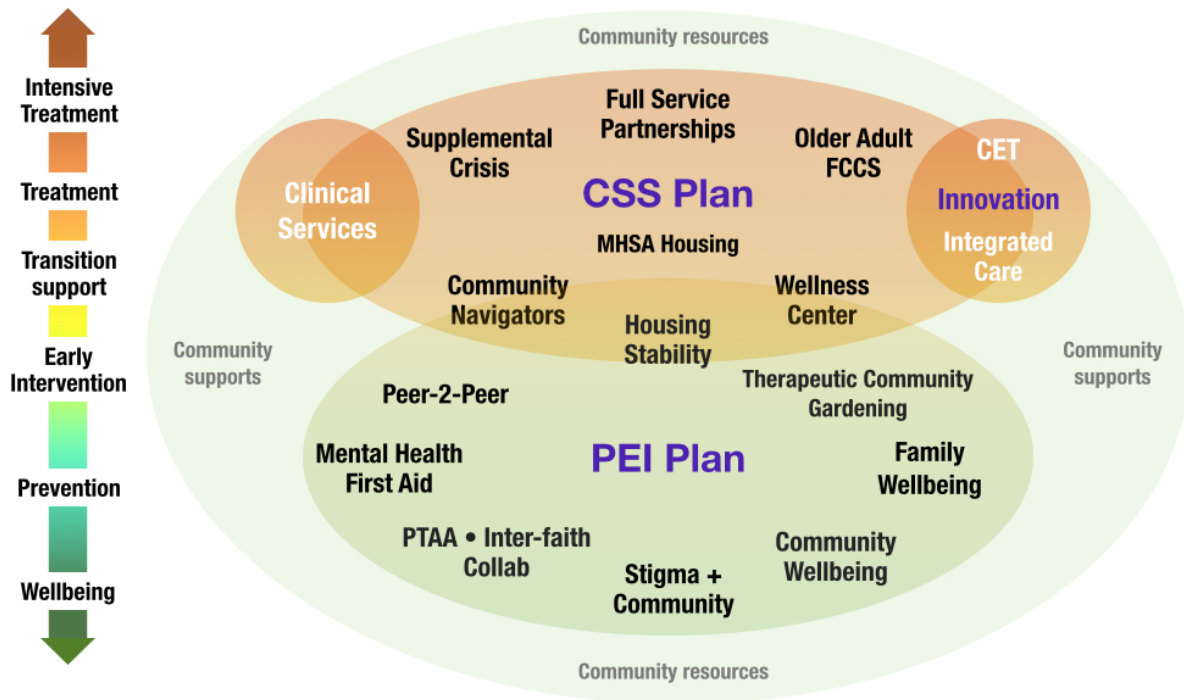 Community resources
Intensive
Treatment
Treatment
Transition
support
Early
Intervention
Prevention
Wellbeing
Full Service
Partnerships
Supplemental
Crisis
Older Adult
FCCS
CET
Clinical
Services
CSS Plan
Innovation
MHSA Housing
Integrated
Care
Community
Navigators
Wellness
Center
Housing
Stability
Community
supports
Community
supports
Peer-2-Peer
Therapeutic Community
Gardening
Mental Health
First Aid
PEI Plan
Family
Wellbeing
PTAA • Inter-faith
Collab
Community
Wellbeing
Stigma +
Community
Community resources